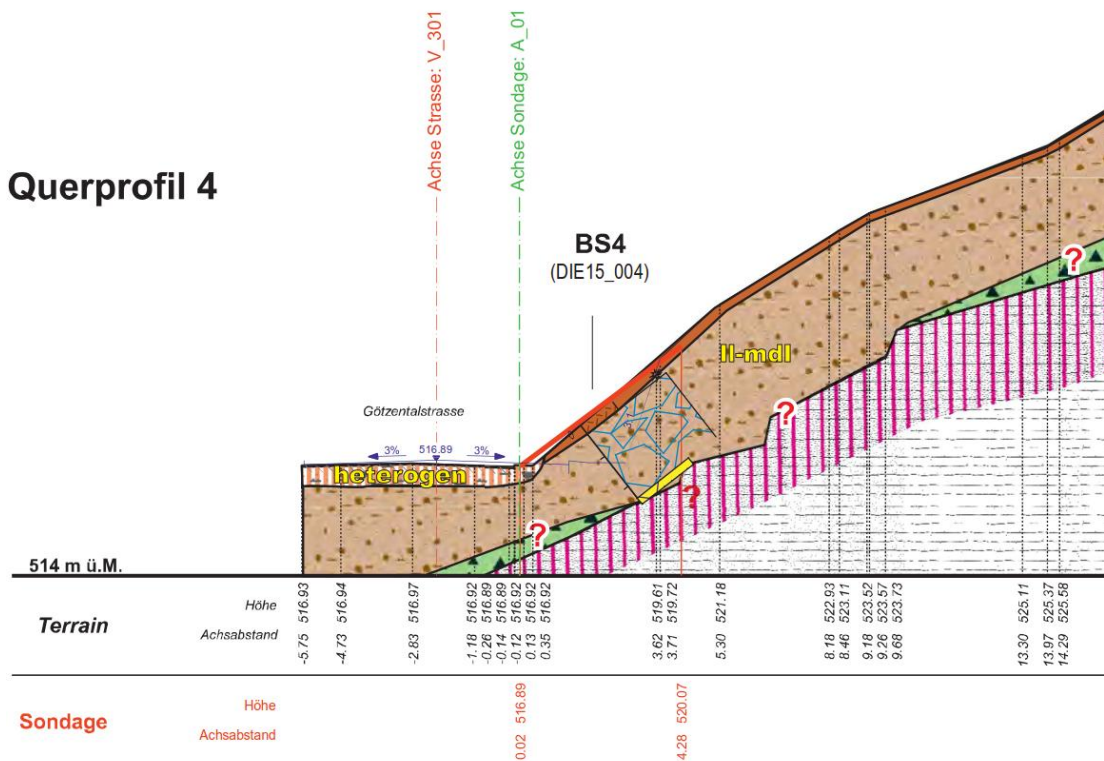 Achse Strasse: V_301
Achse Sondage: A_01
Querprofil 4
BS4
(DIE15_004)
?
II-mdl
Götzentalstrasse
3% 516.89 3%
?
heterogen
?
?
514 m ü.M.
Terrain
Höhe 516.93 516.94 516.97 516.92 516.89 516.89 516.92 516.92 516.92 519.61 519.72 521.18 522.93 523.11 523.52 523.57 523.73 525.11 525.37 525.58
Achsabstand -5.75 -4.73 -2.83 -1.18 -0.26 -0.14 -0.12 0.13 0.35 3.62 3.71 5.30 8.18 8.46 9.18 9.26 9.68 13.30 13.97 14.29
Sondage
Höhe 516.89 520.07
Achsabstand 0.02 4.28